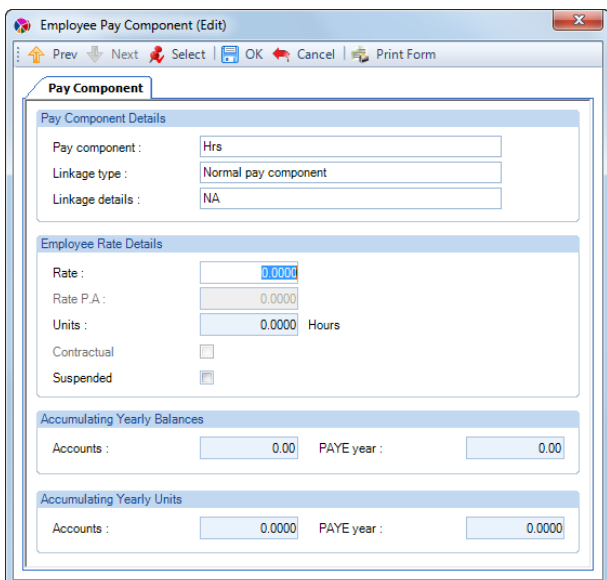 Employee Pay Component (Edit)
Prev Next Select OK Cancel Print Form
Pay Component
Pay Component Details
Pay component : Hrs
Linkage type : Normal pay component
Linkage details : NA
Employee Rate Details
Rate : 0.0000
Rate P.A : 0.0000
Units : 0.0000 Hours
Contractual
Suspended
Accumulating Yearly Balances
Accounts : 0.00 PAYE year : 0.00
Accumulating Yearly Units
Accounts : 0.0000 PAYE year : 0.0000